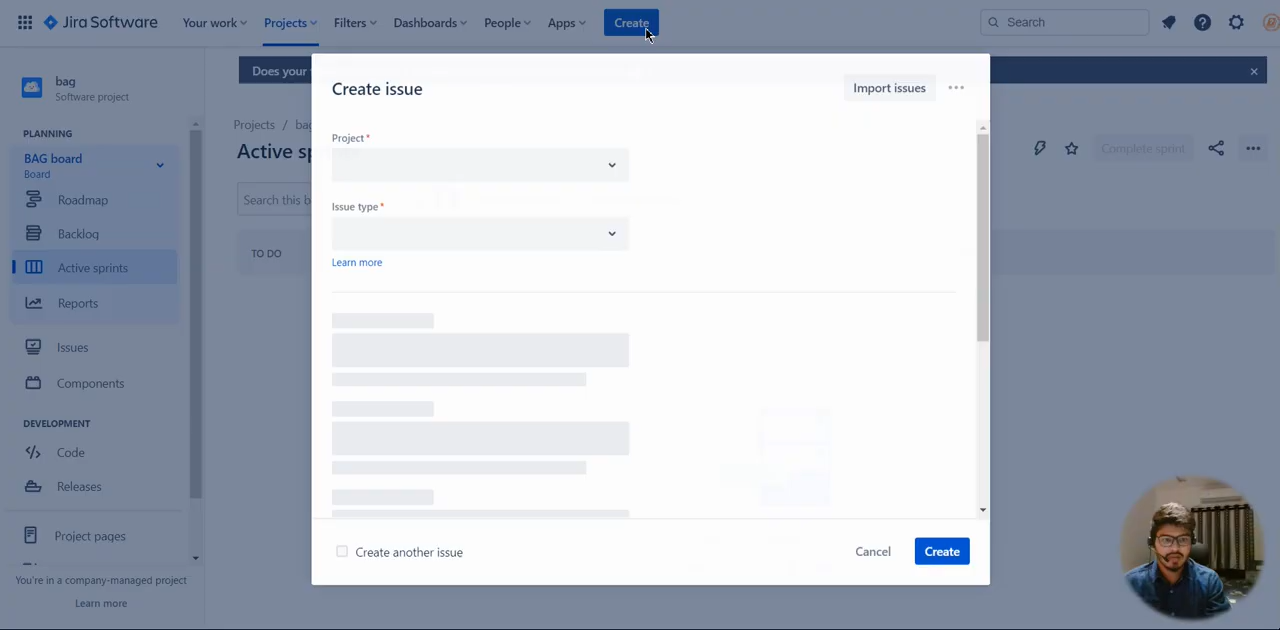 Jira Software
Your work
Projects
Filters
Dashboards
People
Apps
Create
Search
Does your
bag
Software project
PLANNING
BAG board
Board
Roadmap
Backlog
Active sprints
Reports
Issues
Components
DEVELOPMENT
Code
Releases
Project pages
You're in a company-managed project
Learn more
Projects / bag
Active sp
Search this b
TO DO
Complete sprint
Create issue
Import issues
Project *
Issue type *
Learn more
Create another issue
Cancel
Create